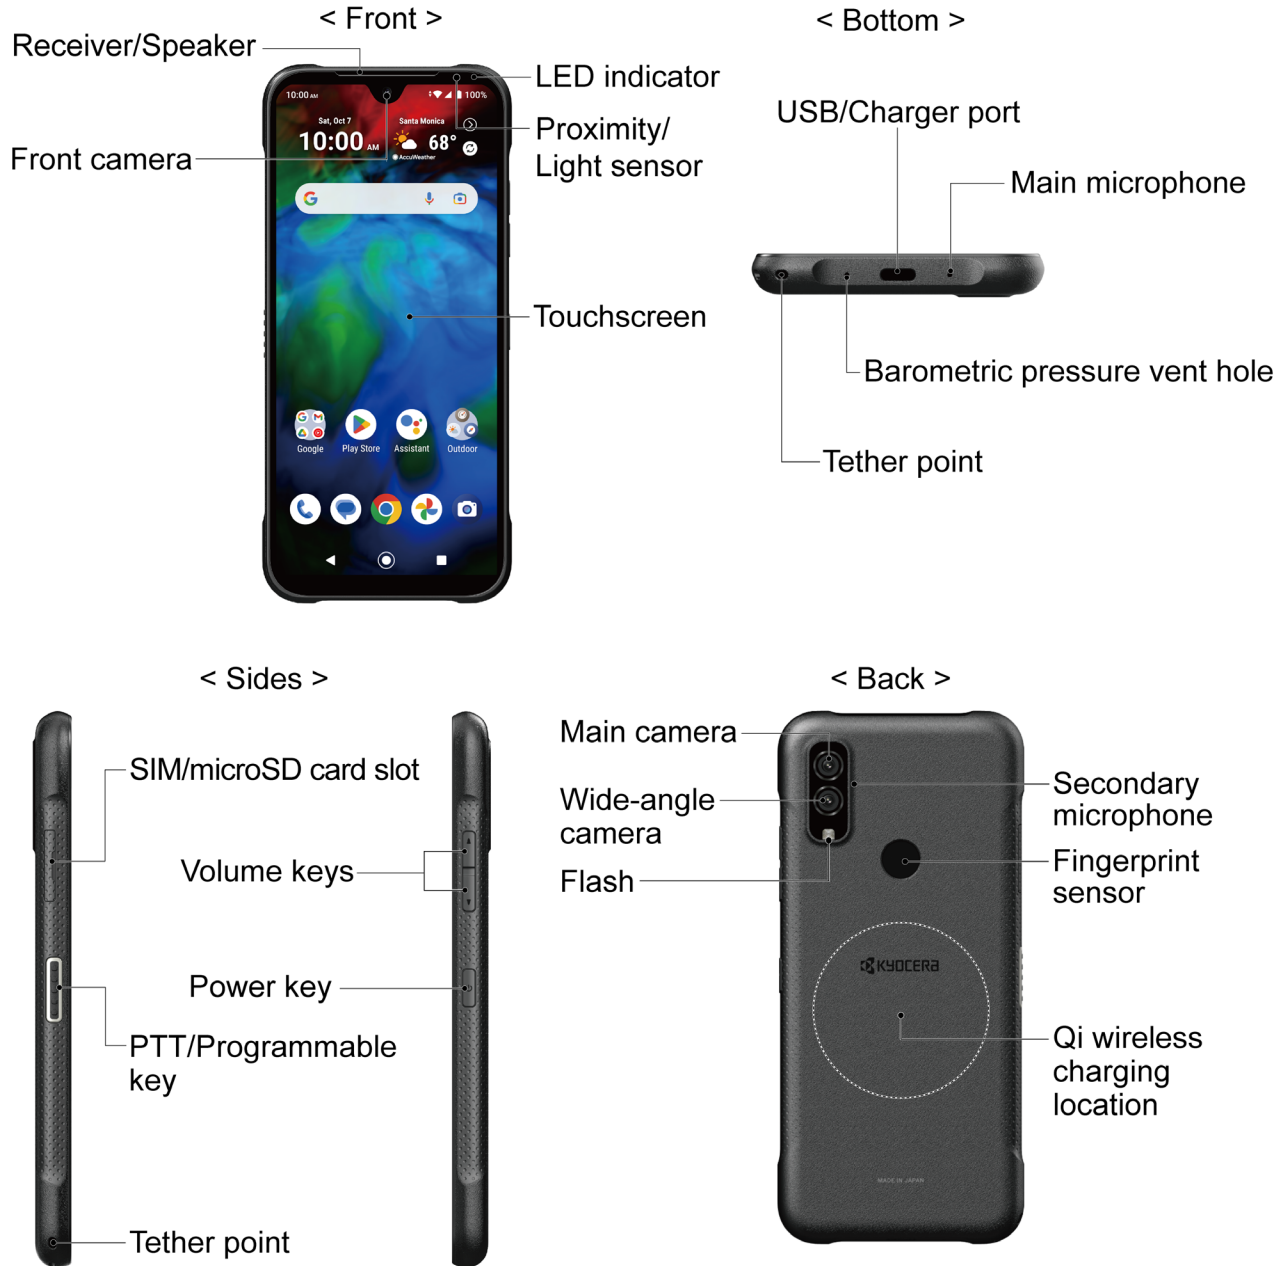 < Front >
Receiver/Speaker
LED indicator
Proximity/
Light sensor
Front camera
Touchscreen
10:00 AM
100%
Sat, Oct 7
10:00 AM
Santa Monica
68°
AccuWeather
Google
Play Store
Assistant
Outdoor
< Bottom >
USB/Charger port
Main microphone
Barometric pressure vent hole
Tether point
< Sides >
SIM/microSD card slot
Volume keys
Power key
PTT/Programmable
key
Tether point
< Back >
Main camera
Wide-angle
camera
Flash
Secondary
microphone
Fingerprint
sensor
KYOCERA
Qi wireless
charging
location
MADE IN JAPAN